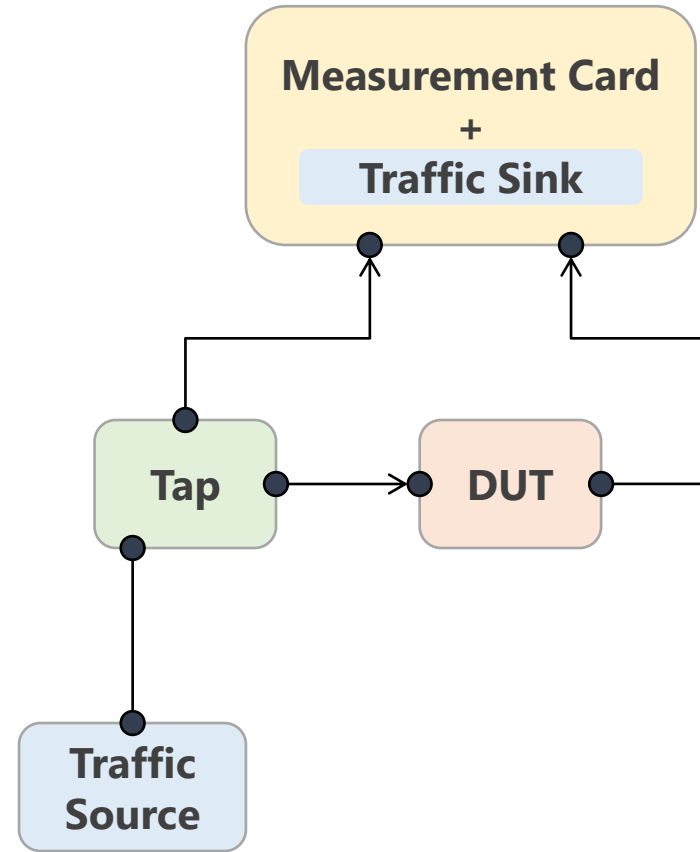 Measurement Card
+
Traffic Sink
Tap
DUT
Traffic
Source